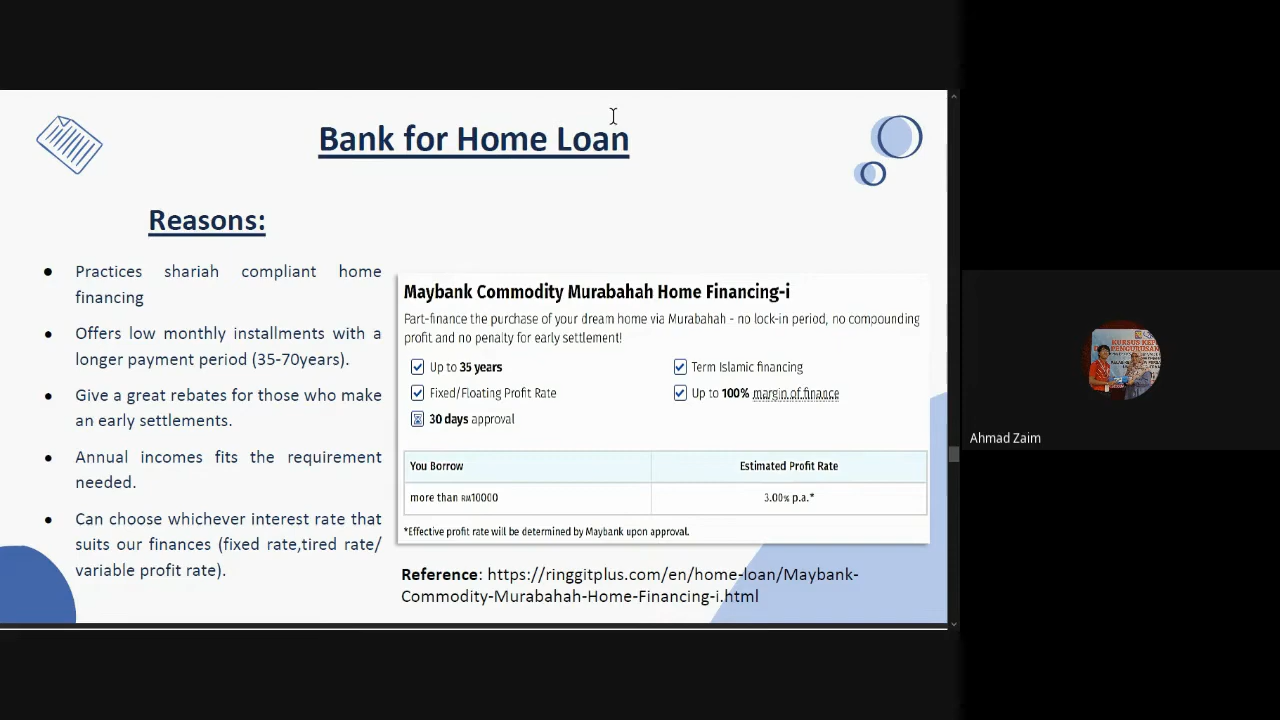 Bank for Home Loan
Reasons:
● Practices shariah compliant home
financing
● Offers low monthly installments with a
longer payment period (35-70years).
● Give a great rebates for those who make
an early settlements.
● Annual incomes fits the requirement
needed.
● Can choose whichever interest rate that
suits our finances (fixed rate,tired rate/
variable profit rate).
Maybank Commodity Murabahah Home Financing-i
Part-finance the purchase of your dream home via Murabahah - no lock-in period, no compounding
profit and no penalty for early settlement!
Up to 35 years
Term Islamic financing
Fixed/Floating Profit Rate
Up to 100% margin of finance
30 days approval
You Borrow
Estimated Profit Rate
more than RM10000
3.00% p.a.*
*Effective profit rate will be determined by Maybank upon approval.
Reference: https://ringgitplus.com/en/home-loan/Maybank-
Commodity-Murabahah-Home-Financing-i.html
Ahmad Zaim